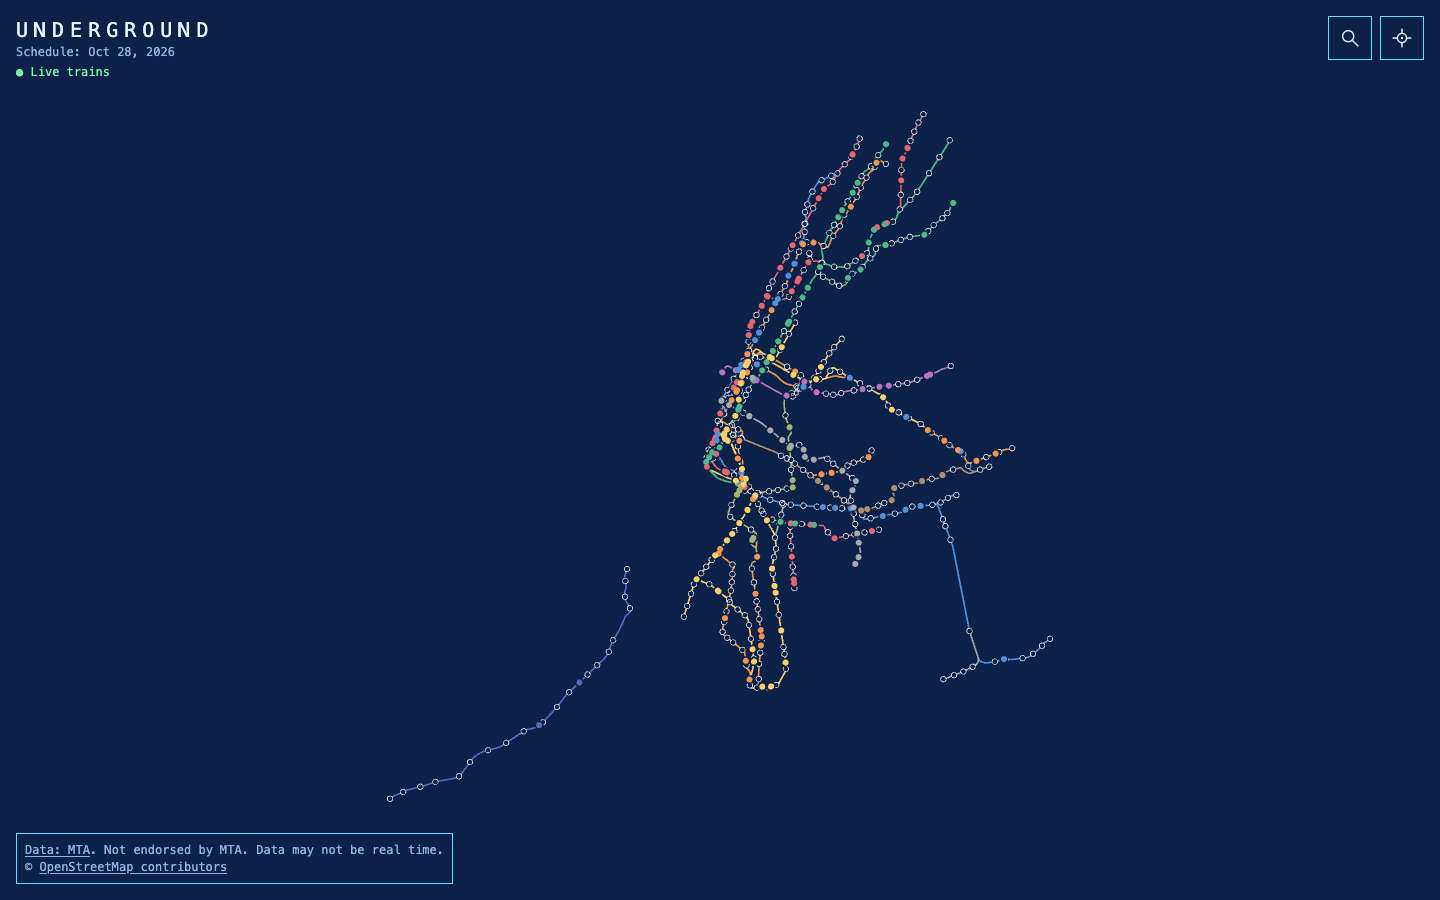 UNDERGROUND
Schedule: Oct 28, 2026
Live trains
Data: MTA. Not endorsed by MTA. Data may not be real time.
© OpenStreetMap contributors